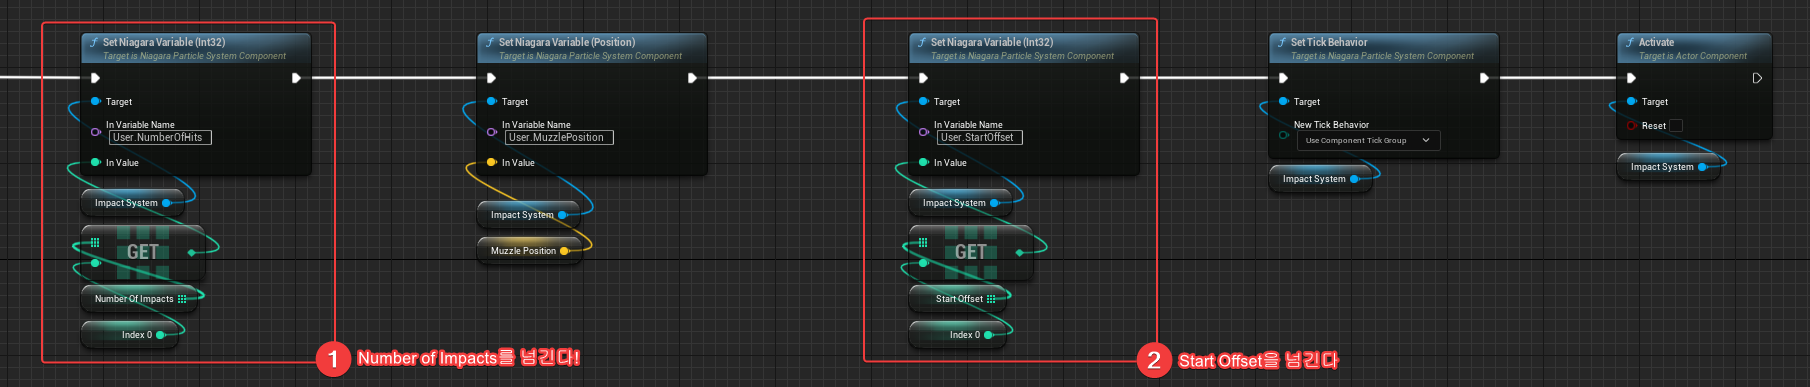 Set Niagara Variable (Int32)
Target is Niagara Particle System Component
Target
In Variable Name
User.NumberOfHits
In Value
Impact System
GET
Number Of Impacts
Index 0
1 Number of Impacts를 넘긴다!
Set Niagara Variable (Position)
Target is Niagara Particle System Component
Target
In Variable Name
User.MuzzlePosition
In Value
Impact System
Muzzle Position
Set Niagara Variable (Int32)
Target is Niagara Particle System Component
Target
In Variable Name
User.StartOffset
In Value
Impact System
GET
Start Offset
Index 0
2 Start Offset을 넘긴다
Set Tick Behavior
Target is Niagara Particle System Component
Target
New Tick Behavior
Use Component Tick Group
Impact System
Activate
Target is Actor Component
Target
Reset
Impact System